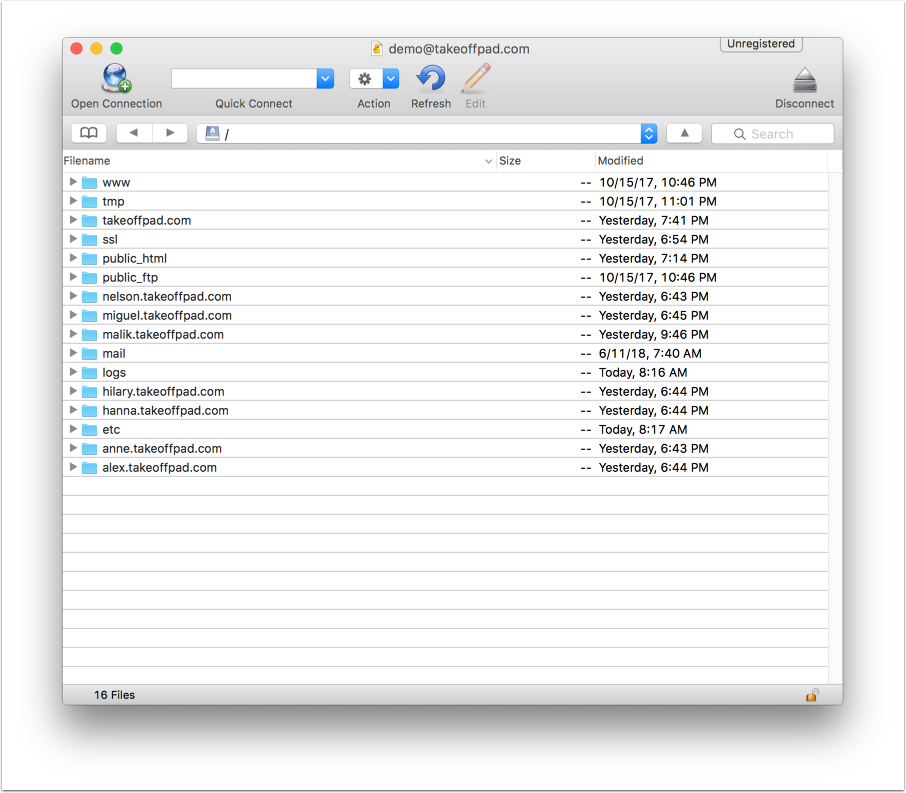 demo@takeoffpad.com
Unregistered
Open Connection Quick Connect Action Refresh Edit Disconnect
/ Search
Filename Size Modified
www -- 10/15/17, 10:46 PM
tmp -- 10/15/17, 11:01 PM
takeoffpad.com -- Yesterday, 7:41 PM
ssl -- Yesterday, 6:54 PM
public_html -- Yesterday, 7:14 PM
public_ftp -- 10/15/17, 10:46 PM
nelson.takeoffpad.com -- Yesterday, 6:43 PM
miguel.takeoffpad.com -- Yesterday, 6:45 PM
malik.takeoffpad.com -- Yesterday, 9:46 PM
mail -- 6/11/18, 7:40 AM
logs -- Today, 8:16 AM
hilary.takeoffpad.com -- Yesterday, 6:44 PM
hanna.takeoffpad.com -- Yesterday, 6:44 PM
etc -- Today, 8:17 AM
anne.takeoffpad.com -- Yesterday, 6:43 PM
alex.takeoffpad.com -- Yesterday, 6:44 PM
16 Files